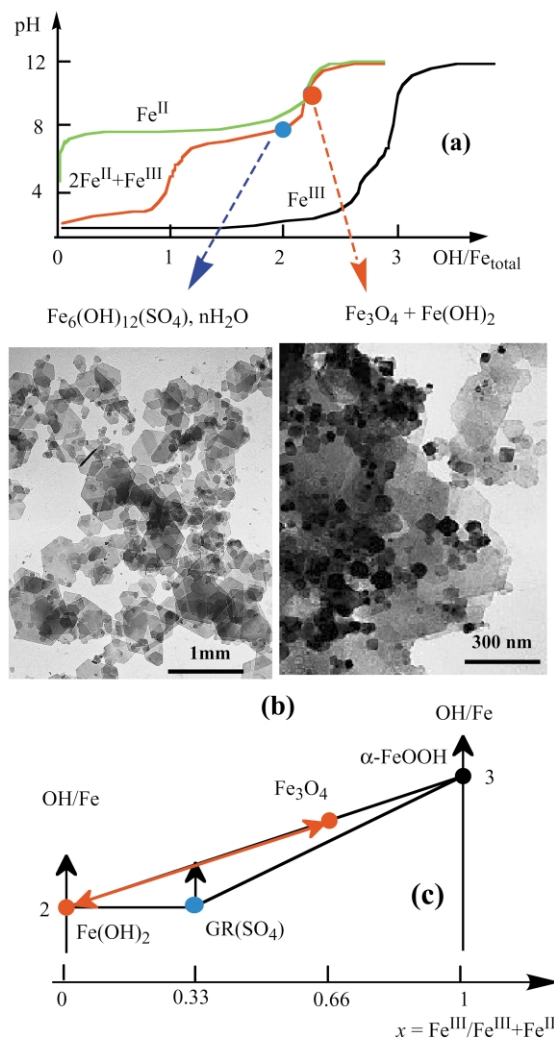 pH
12
8
4
Fe^II
2Fe^II+Fe^III
Fe^III
(a)
0
1
2
3
OH/Fe_total
Fe₆(OH)₁₂(SO₄), nH₂O
Fe₃O₄ + Fe(OH)₂
1mm
300 nm
(b)
OH/Fe
α-FeOOH
3
Fe₃O₄
OH/Fe
(c)
2
Fe(OH)₂
GR(SO₄)
0
0.33
0.66
1
x = Fe^III/Fe^III+Fe^II